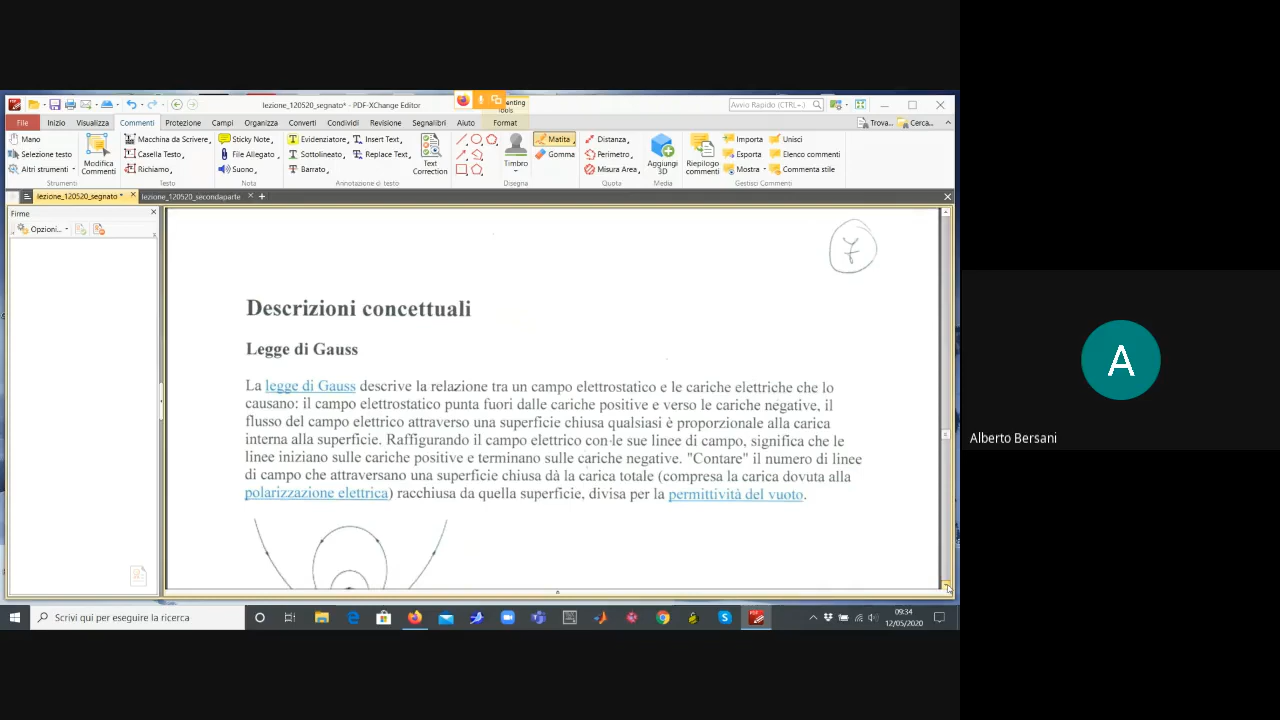 lezione_120520_segnato* - PDF-XChange Editor
Avvio Rapido (CTRL+.)
File Inizio Visualizza Commenti Protezione Campi Organizza Converti Condividi Revisione Segnalibri Aiuto Format
Trova... Cerca...
Mano
Selezione testo
Altri strumenti
Strumenti
Modifica Commenti
Macchina da Scrivere,
Casella Testo,
Richiamo,
Testo
Sticky Note,
File Allegato
Suono,
Nota
Evidenziatore, Insert Text,
Sottolineato, Replace Text,
Barrato,
Text Correction
Annotazione di testo
Timbro
Matita
Gomma
Disegna
Distanza,
Perimetro,
Misura Area,
Quota
Aggiungi 3D
Media
Riepilogo commenti
Importa
Esporta
Mostra
Unisci
Elenco commenti
Commenta stile
Gestisci Commenti
lezione_120520_segnato * lezione_120520_secondaparte
Firme
Opzioni...
7
Descrizioni concettuali
Legge di Gauss
La legge di Gauss descrive la relazione tra un campo elettrostatico e le cariche elettriche che lo
causano: il campo elettrostatico punta fuori dalle cariche positive e verso le cariche negative, il
flusso del campo elettrico attraverso una superficie chiusa qualsiasi è proporzionale alla carica
interna alla superficie. Raffigurando il campo elettrico con le sue linee di campo, significa che le
linee iniziano sulle cariche positive e terminano sulle cariche negative. "Contare" il numero di linee
di campo che attraversano una superficie chiusa dà la carica totale (compresa la carica dovuta alla
polarizzazione elettrica) racchiusa da quella superficie, divisa per la permittività del vuoto.
Scrivi qui per eseguire la ricerca
09:34
12/05/2020
A
Alberto Bersani